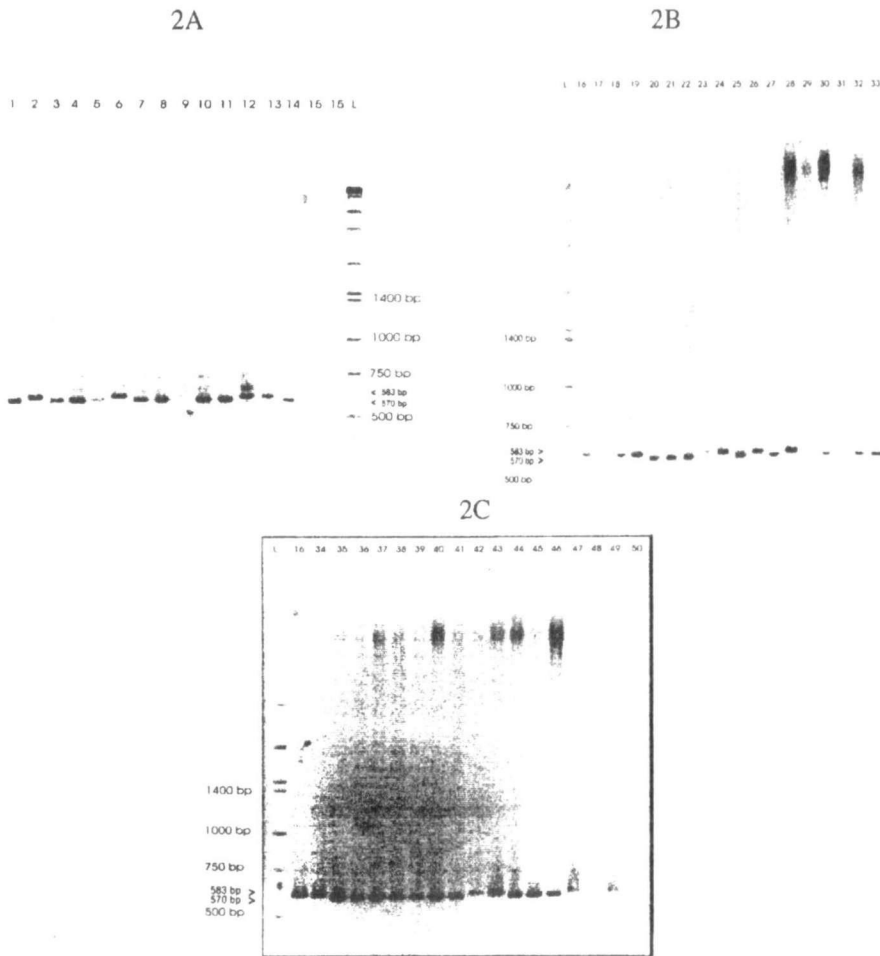 2A
1 2 3 4 5 6 7 8 9 10 11 12 13 14 15 15 L
1400 bp
1000 bp
750 bp
< 583 bp
< 570 bp
500 bp
2B
L 16 17 18 19 20 21 22 23 24 25 26 27 28 29 30 31 32 33
1400 bp
1000 bp
750 bp
583 bp >
570 bp >
500 bp
2C
L 16 34 35 36 37 38 39 40 41 42 43 44 45 46 47 48 49 50
1400 bp
1000 bp
750 bp
583 bp >
570 bp >
500 bp